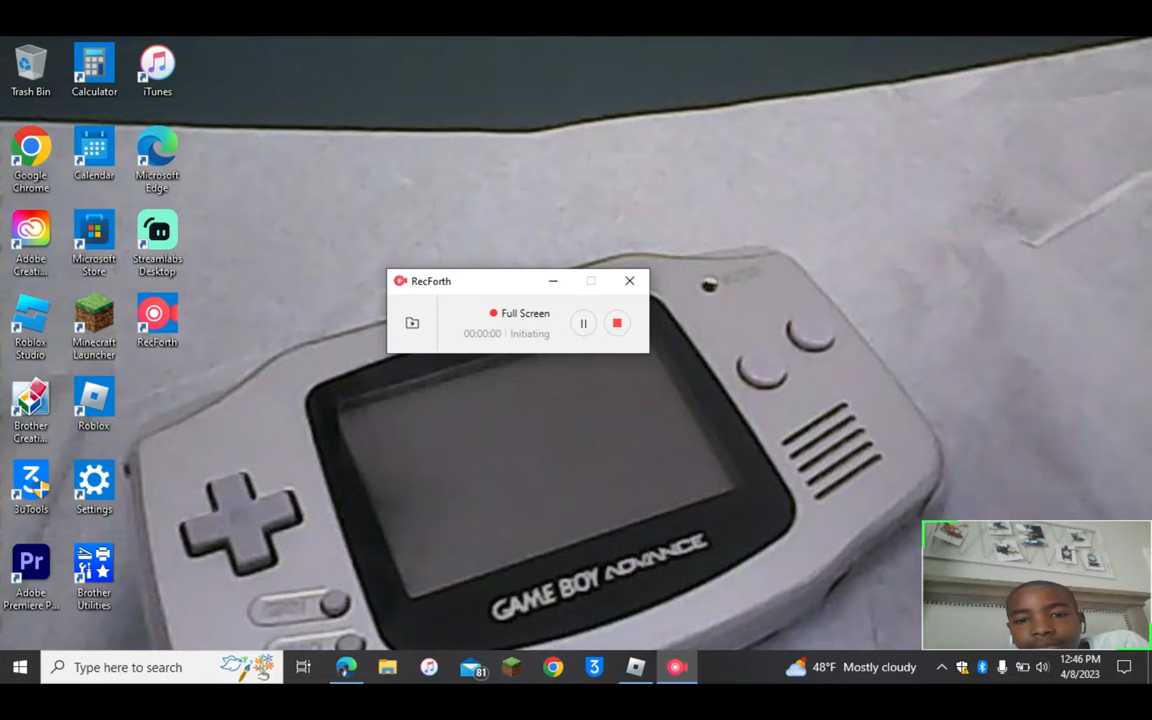 Trash Bin
Calculator
iTunes
Google
Chrome
Calendar
Microsoft
Edge
Adobe
Creati...
Microsoft
Store
Streamlabs
Desktop
Roblox
Studio
Minecraft
Launcher
RecForth
Brother
Creati...
Roblox
3uTools
Settings
Adobe
Premiere P...
Brother
Utilities
RecForth
Full Screen
00:00:00 | Initiating
GAME BOY ADVANCE
Type here to search
81
48°F Mostly cloudy
12:46 PM
4/8/2023